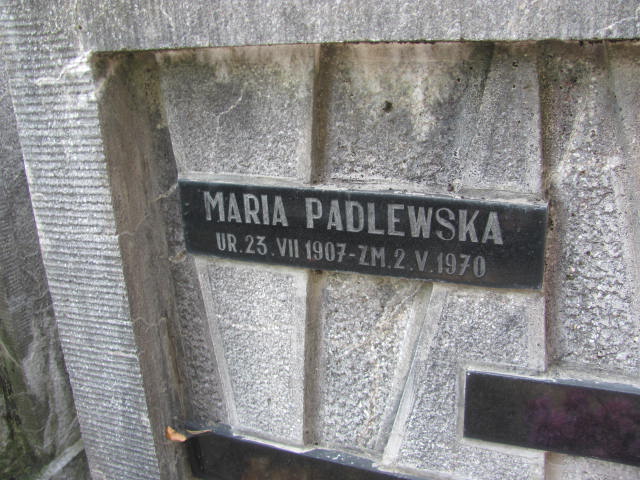 MARIA PADLEWSKA
UR. 23. VII 1907-ZM. 2. V. 1970